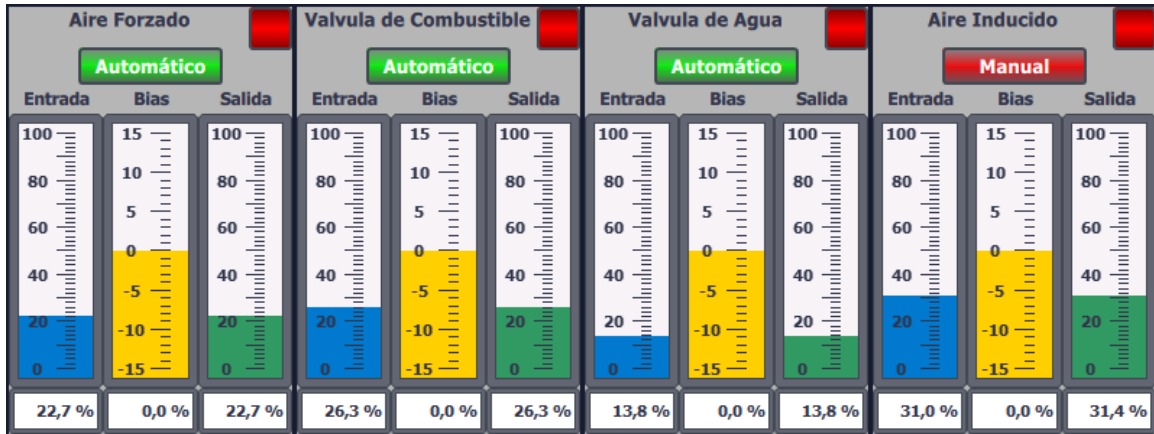 Aire Forzado
Automático
Entrada Bias Salida
100 15 100
80 10 80
60 5 60
0
40 -5 40
20 -10 20
0 -15 0
22,7 % 0,0 % 22,7 %
Valvula de Combustible
Automático
Entrada Bias Salida
100 15 100
80 10 80
60 5 60
0
40 -5 40
20 -10 20
0 -15 0
26,3 % 0,0 % 26,3 %
Valvula de Agua
Automático
Entrada Bias Salida
100 15 100
80 10 80
60 5 60
0
40 -5 40
20 -10 20
0 -15 0
13,8 % 0,0 % 13,8 %
Aire Inducido
Manual
Entrada Bias Salida
100 15 100
80 10 80
60 5 60
0
40 -5 40
20 -10 20
0 -15 0
31,0 % 0,0 % 31,4 %